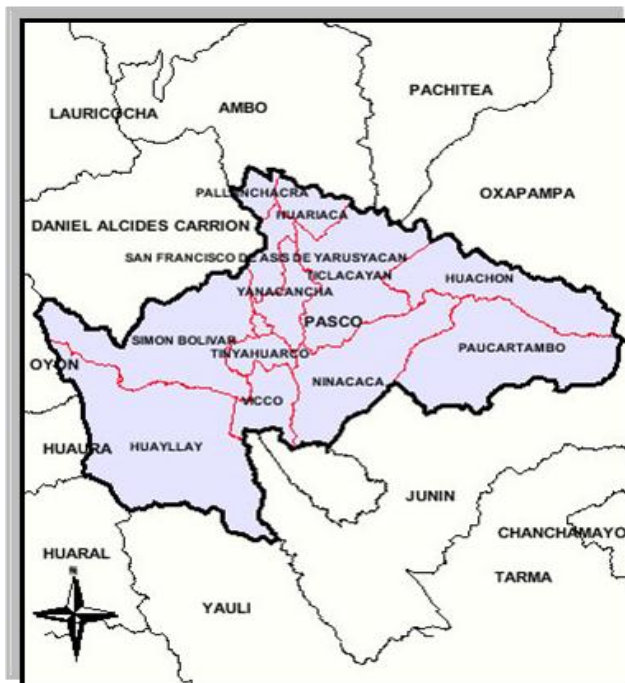 PACHITEA
AMBO
LAURICOCHA
PALLANCHACRA
OXAPAMPA
HUARIACA
DANIEL ALCIDES CARRION
SAN FRANCISCO DE ASIS DE YARUSYACAN
TICLACAYAN
HUACHON
YANACANCHA
PASCO
SIMON BOLIVAR
PAUCARTAMBO
TINYAHUARCO
OYON
NINACACA
VICCO
HUAURA
HUAYLLAY
JUNIN
CHANCHAMAYO
HUARAL
N
TARMA
YAULI